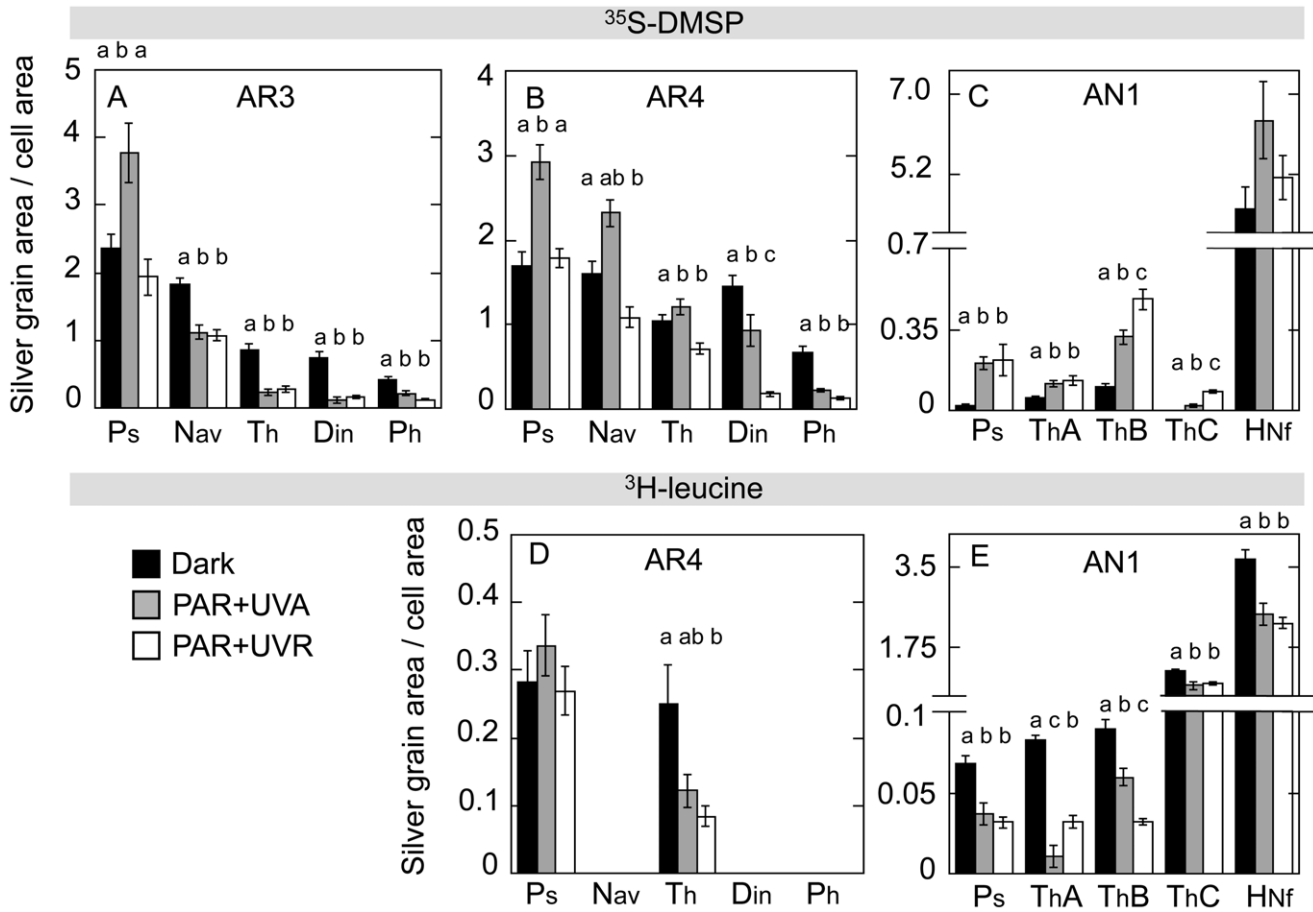 35S-DMSP
Silver grain area / cell area
A AR3
5
4
3
2
1
0
a b a
a b b
a b b
a b b
a b b
Ps Nav Th Din Ph
B AR4
4
3
2
1
0
a b a
a ab b
a b b
a b c
a b b
Ps Nav Th Din Ph
C AN1
7.0
5.2
0.7
0.35
0
a b b
a b b
a b c
a b c
Ps ThA ThB ThC HNf
3H-leucine
Dark
PAR+UVA
PAR+UVR
Silver grain area / cell area
D AR4
0.5
0.4
0.3
0.2
0.1
0
a ab b
Ps Nav Th Din Ph
E AN1
3.5
1.75
0.1
0.05
0
a b b
a c b
a b c
a b b
a b b
Ps ThA ThB ThC HNf